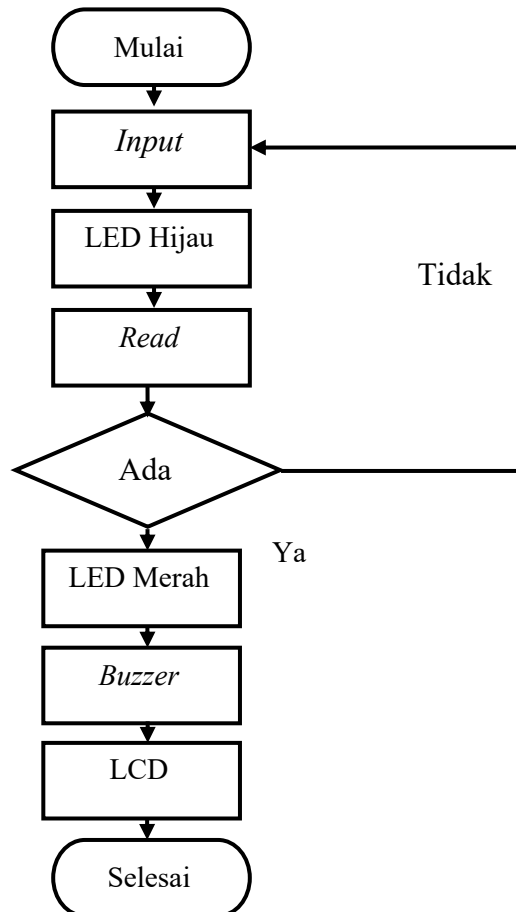 Mulai
Input
LED Hijau
Tidak
Read
Ada
Ya
LED Merah
Buzzer
LCD
Selesai